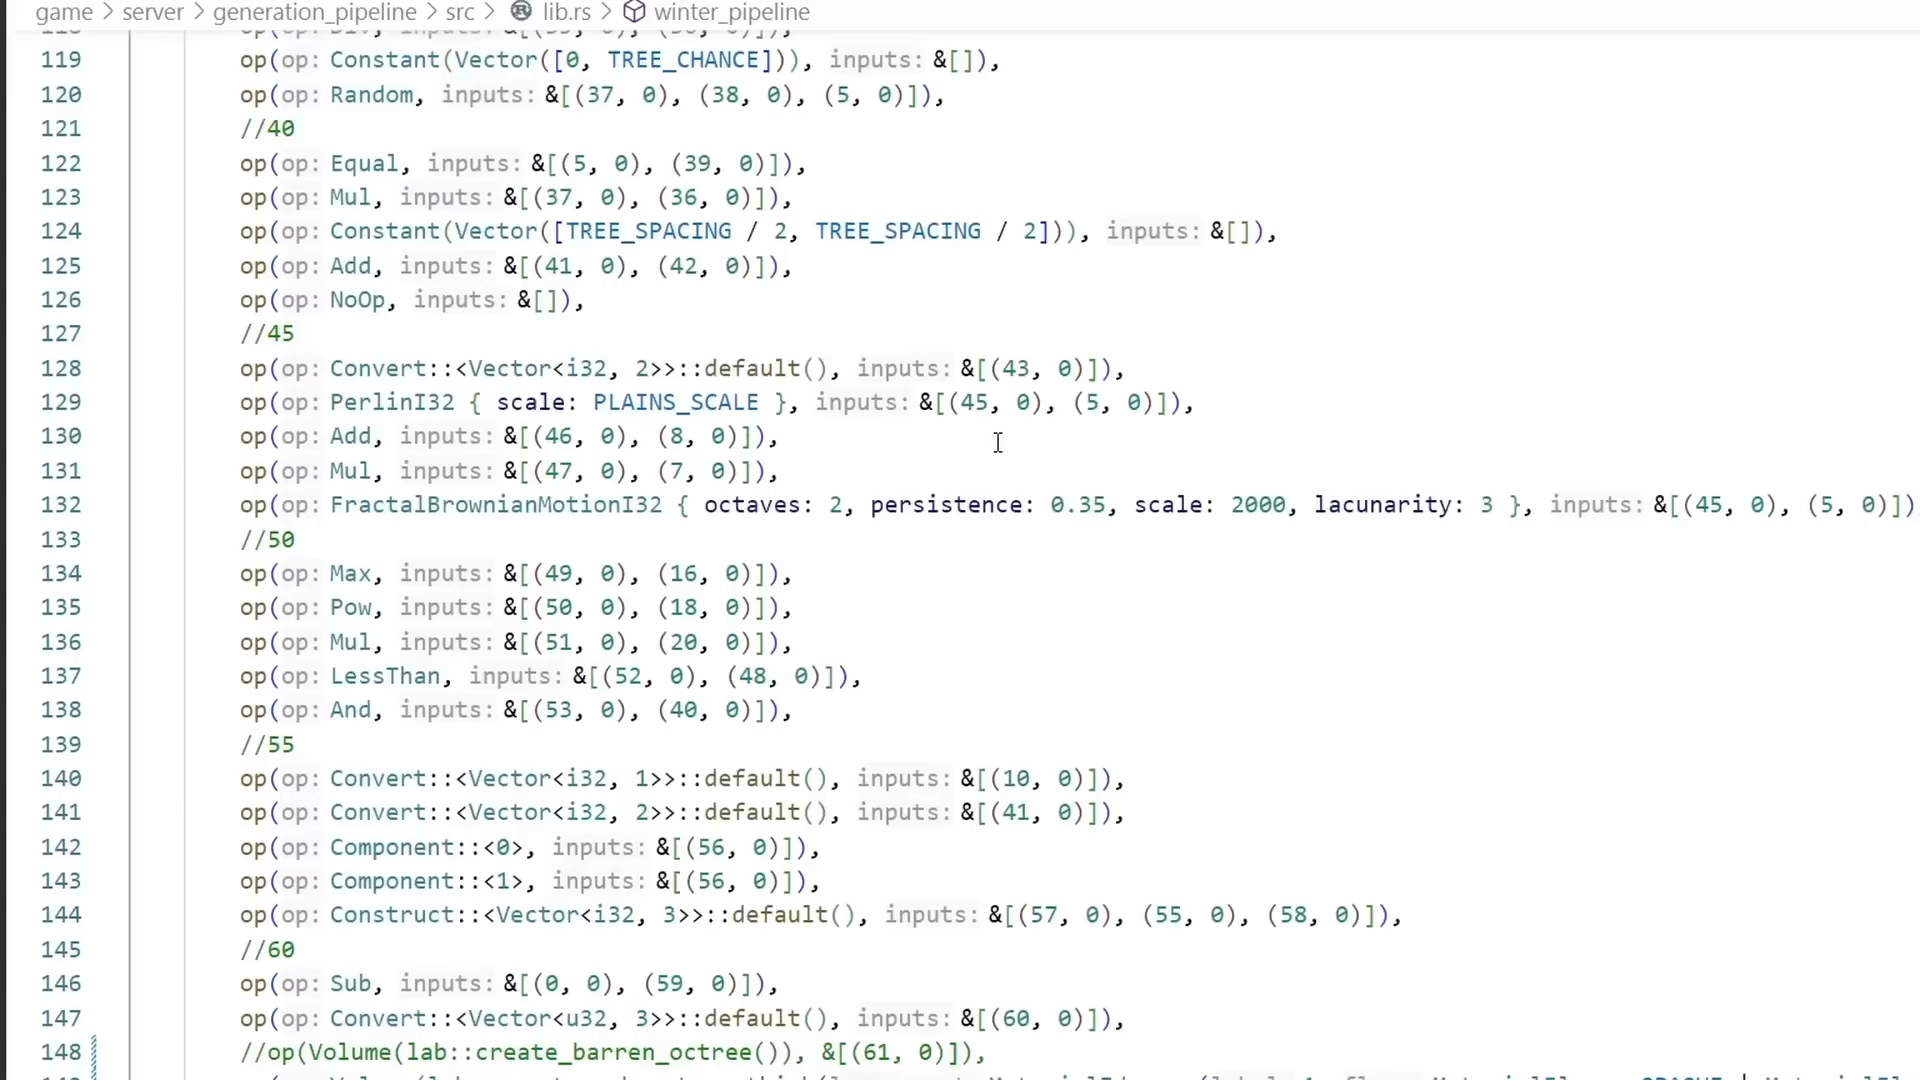 game > server > generation_pipeline > src > lib.rs > winter_pipeline
119 op(op: Constant(Vector([0, TREE_CHANCE])), inputs: &[]),
120 op(op: Random, inputs: &[(37, 0), (38, 0), (5, 0)]),
121 //40
122 op(op: Equal, inputs: &[(5, 0), (39, 0)]),
123 op(op: Mul, inputs: &[(37, 0), (36, 0)]),
124 op(op: Constant(Vector([TREE_SPACING / 2, TREE_SPACING / 2])), inputs: &[]),
125 op(op: Add, inputs: &[(41, 0), (42, 0)]),
126 op(op: NoOp, inputs: &[]),
127 //45
128 op(op: Convert::<Vector<i32, 2>>::default(), inputs: &[(43, 0)]),
129 op(op: PerlinI32 { scale: PLAINS_SCALE }, inputs: &[(45, 0), (5, 0)]),
130 op(op: Add, inputs: &[(46, 0), (8, 0)]),
131 op(op: Mul, inputs: &[(47, 0), (7, 0)]),
132 op(op: FractalBrownianMotionI32 { octaves: 2, persistence: 0.35, scale: 2000, lacunarity: 3 }, inputs: &[(45, 0), (5, 0)])
133 //50
134 op(op: Max, inputs: &[(49, 0), (16, 0)]),
135 op(op: Pow, inputs: &[(50, 0), (18, 0)]),
136 op(op: Mul, inputs: &[(51, 0), (20, 0)]),
137 op(op: LessThan, inputs: &[(52, 0), (48, 0)]),
138 op(op: And, inputs: &[(53, 0), (40, 0)]),
139 //55
140 op(op: Convert::<Vector<i32, 1>>::default(), inputs: &[(10, 0)]),
141 op(op: Convert::<Vector<i32, 2>>::default(), inputs: &[(41, 0)]),
142 op(op: Component::<0>, inputs: &[(56, 0)]),
143 op(op: Component::<1>, inputs: &[(56, 0)]),
144 op(op: Construct::<Vector<i32, 3>>::default(), inputs: &[(57, 0), (55, 0), (58, 0)]),
145 //60
146 op(op: Sub, inputs: &[(0, 0), (59, 0)]),
147 op(op: Convert::<Vector<u32, 3>>::default(), inputs: &[(60, 0)]),
148 //op(Volume(lab::create_barren_octree()), &[(61, 0)]),